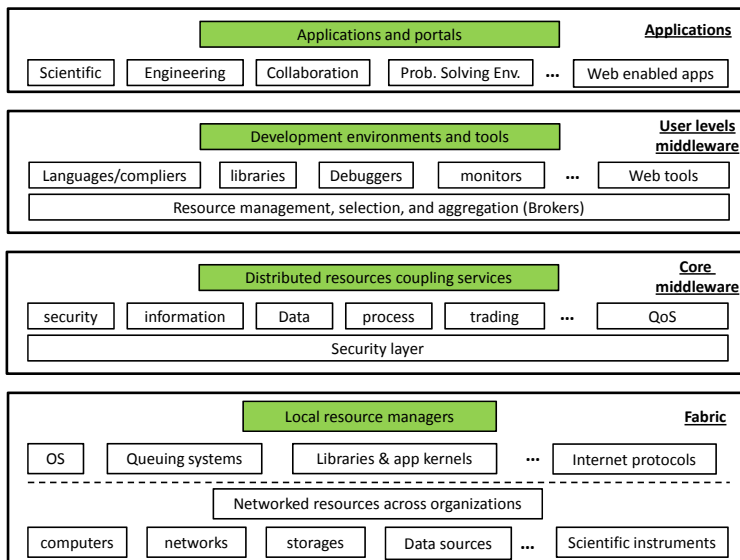 Applications and portals
Applications
Scientific
Engineering
Collaboration
Prob. Solving Env.
...
Web enabled apps
Development environments and tools
User levels
middleware
Languages/compliers
libraries
Debuggers
monitors
...
Web tools
Resource management, selection, and aggregation (Brokers)
Distributed resources coupling services
Core
middleware
security
information
Data
process
trading
...
QoS
Security layer
Local resource managers
Fabric
OS
Queuing systems
Libraries & app kernels
...
Internet protocols
Networked resources across organizations
computers
networks
storages
Data sources
...
Scientific instruments